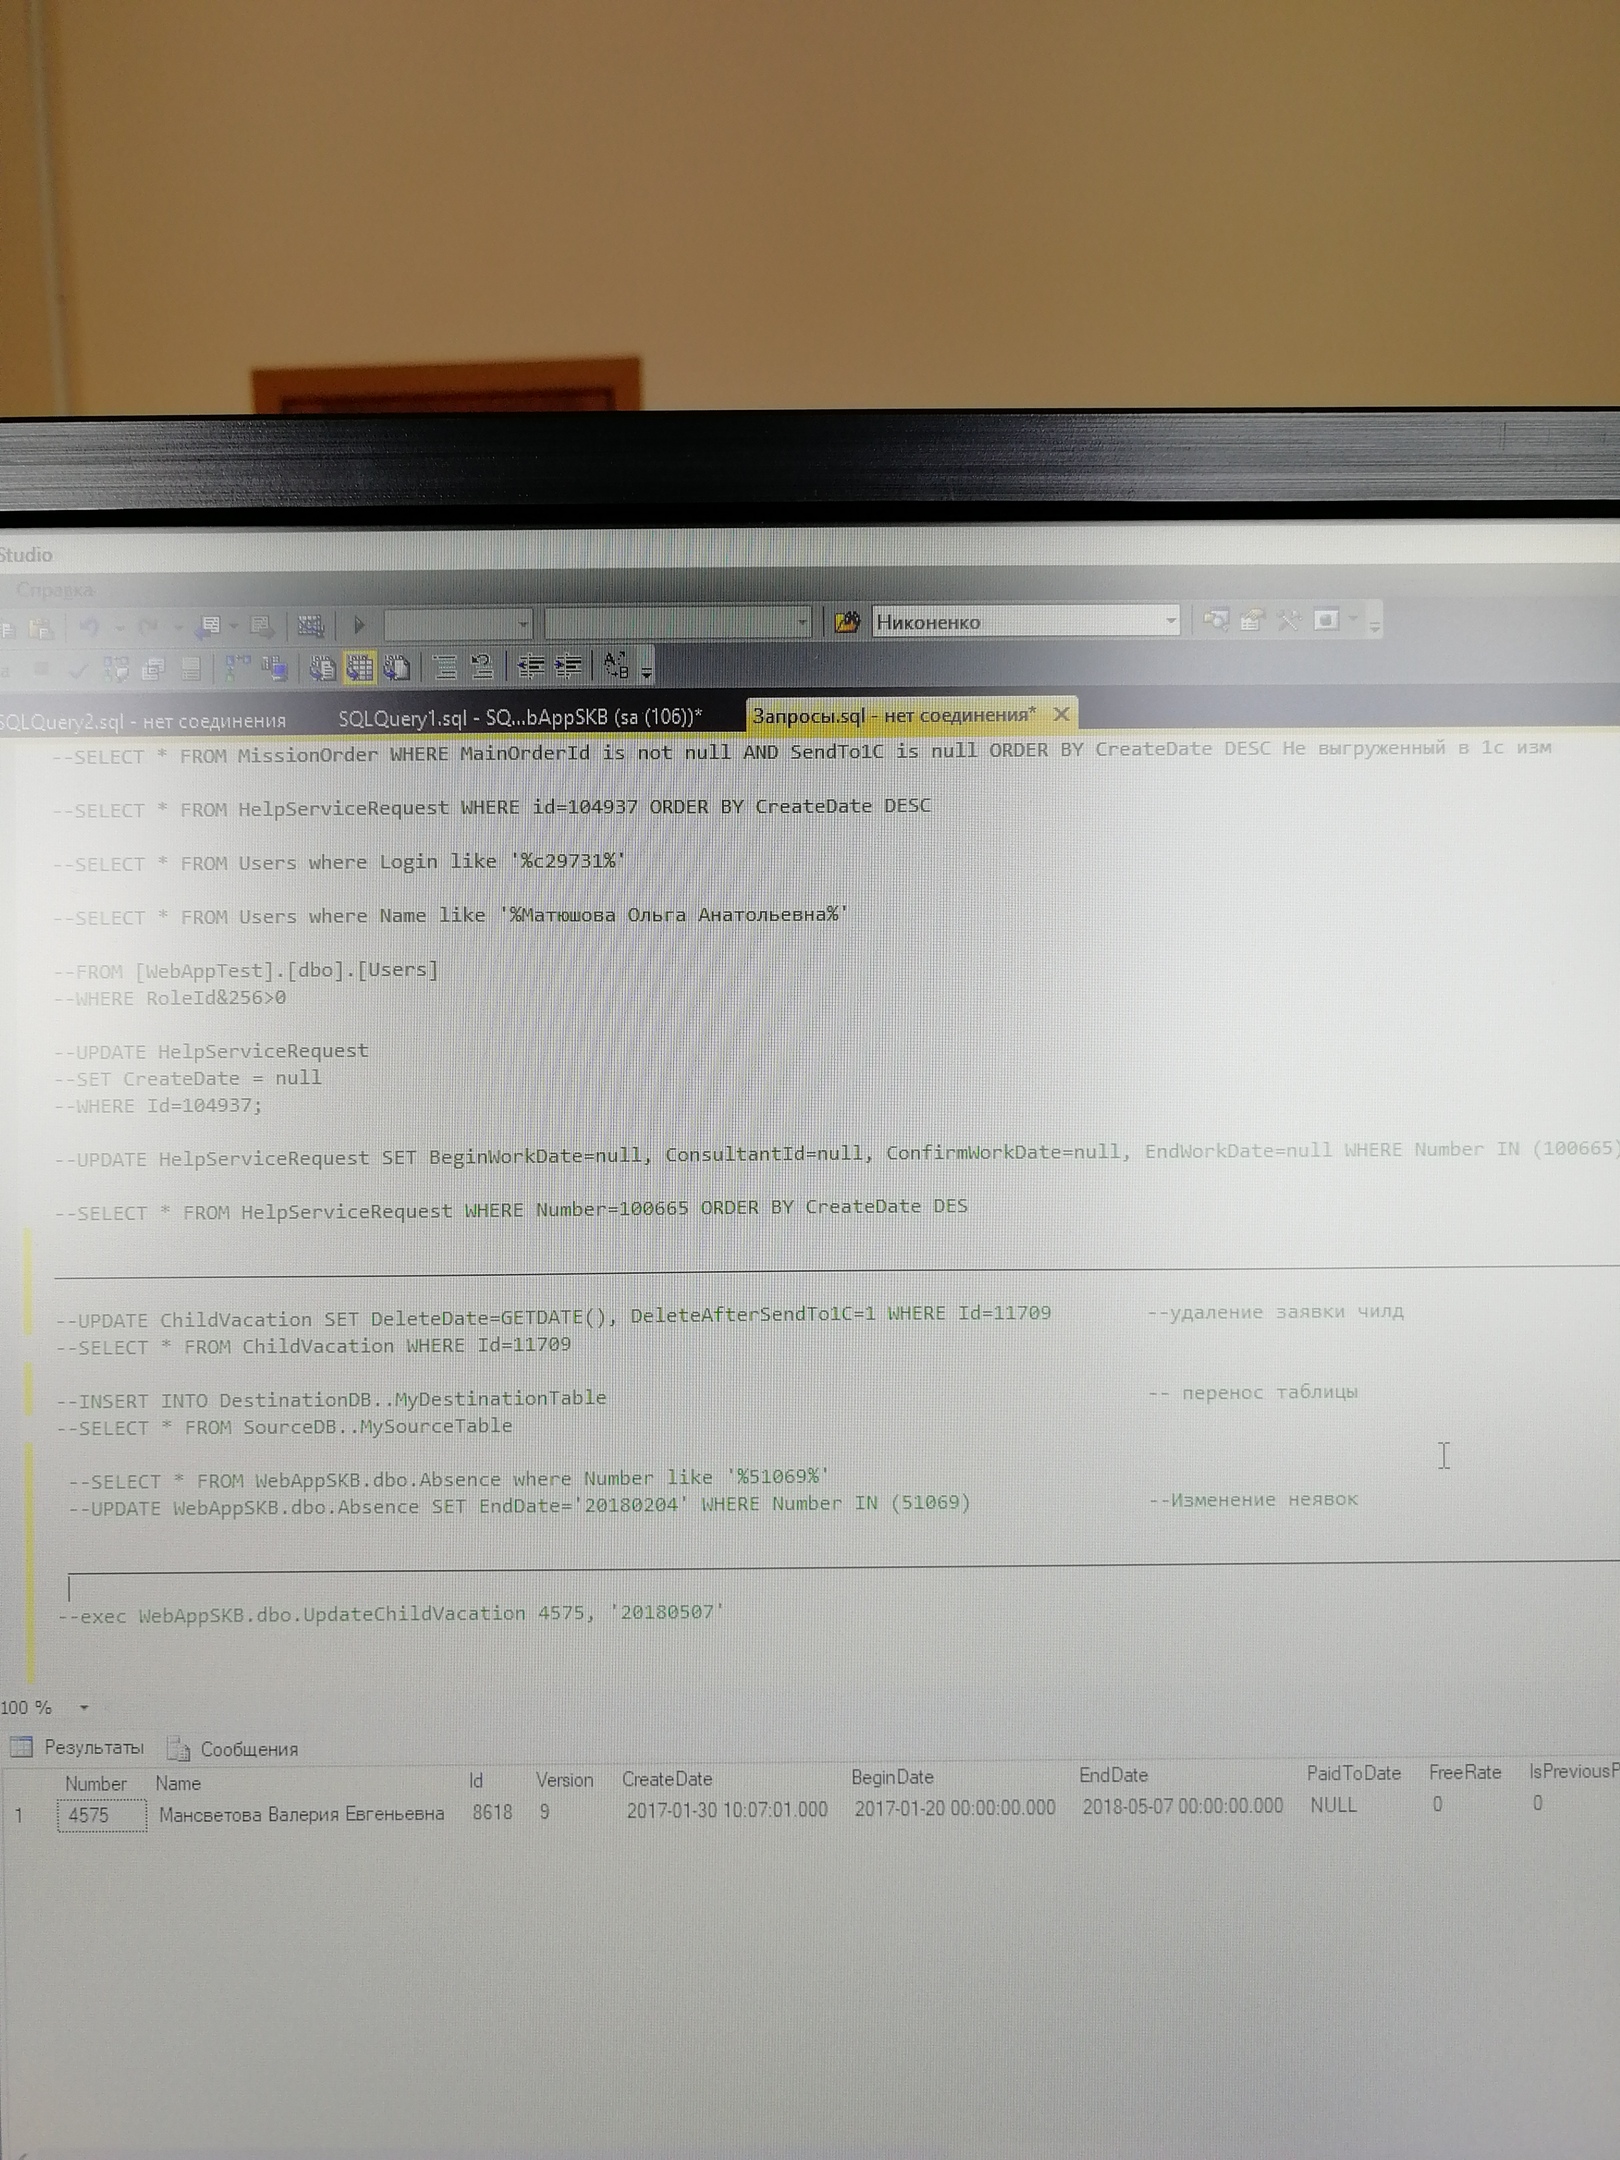 Studio
Справка
Никоненко
SQLQuery2.sql - нет соединения
SQLQuery1.sql - SQ...bAppSKB (sa (106))*
Запросы.sql - нет соединения*
--SELECT * FROM MissionOrder WHERE MainOrderId is not null AND SendTo1C is null ORDER BY CreateDate DESC Не выгруженный в 1с изм
--SELECT * FROM HelpServiceRequest WHERE id=104937 ORDER BY CreateDate DESC
--SELECT * FROM Users where Login like '%c29731%'
--SELECT * FROM Users where Name like '%Матюшова Ольга Анатольевна%'
--FROM [WebAppTest].[dbo].[Users]
--WHERE RoleId&256>0
--UPDATE HelpServiceRequest
--SET CreateDate = null
--WHERE Id=104937;
--UPDATE HelpServiceRequest SET BeginWorkDate=null, ConsultantId=null, ConfirmWorkDate=null, EndWorkDate=null WHERE Number IN (100665)
--SELECT * FROM HelpServiceRequest WHERE Number=100665 ORDER BY CreateDate DES
--UPDATE ChildVacation SET DeleteDate=GETDATE(), DeleteAfterSendTo1C=1 WHERE Id=11709 --удаление заявки чилд
--SELECT * FROM ChildVacation WHERE Id=11709
--INSERT INTO DestinationDB..MyDestinationTable -- перенос таблицы
--SELECT * FROM SourceDB..MySourceTable
--SELECT * FROM WebAppSKB.dbo.Absence where Number like '%51069%'
--UPDATE WebAppSKB.dbo.Absence SET EndDate='20180204' WHERE Number IN (51069) --Изменение неявок
--exec WebAppSKB.dbo.UpdateChildVacation 4575, '20180507'
100 %
Результаты Сообщения
Number Name Id Version CreateDate BeginDate EndDate PaidToDate FreeRate IsPreviousP
1 4575 Мансветова Валерия Евгеньевна 8618 9 2017-01-30 10:07:01.000 2017-01-20 00:00:00.000 2018-05-07 00:00:00.000 NULL 0 0